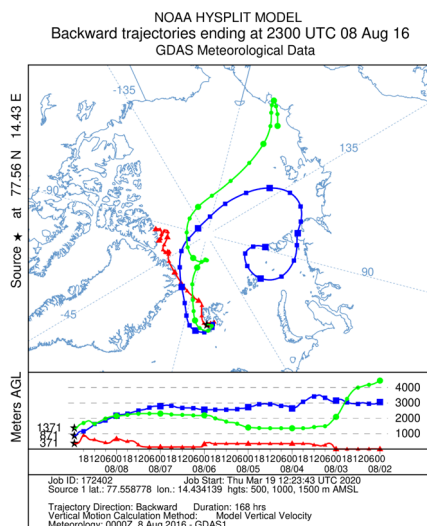 NOAA HYSPLIT MODEL
Backward trajectories ending at 2300 UTC 08 Aug 16
GDAS Meteorological Data
Source ★ at 77.56 N 14.43 E
-135
135
-90
90
-45
Meters AGL
1371
871
371
4000
3000
2000
1000
18 12 06 00 18 12 06 00 18 12 06 00 18 12 06 00 18 12 06 00 18 12 06 00 18 12 06 00
08/08 08/07 08/06 08/05 08/04 08/03 08/02
Job ID: 172402 Job Start: Thu Mar 19 12:23:43 UTC 2020
Source 1 lat.: 77.558778 lon.: 14.434139 hgts: 500, 1000, 1500 m AMSL
Trajectory Direction: Backward Duration: 168 hrs
Vertical Motion Calculation Method: Model Vertical Velocity
Meteorology: 0000Z 8 Aug 2016 - GDAS1